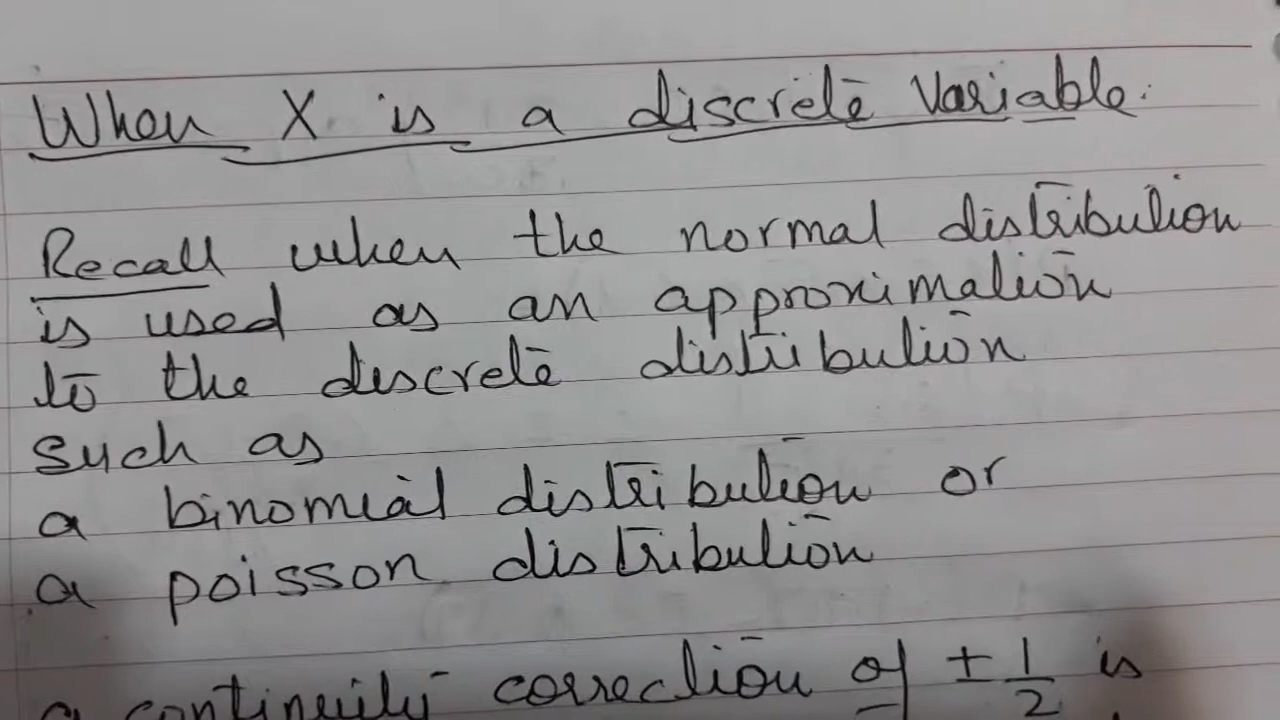 When X is a discrete Variable.
Recall when the normal distribution
is used as an approximation
to the discrete distribution
such as
a binomial distribution or
a poisson distribution
a continuity correction of ± 1/2 is